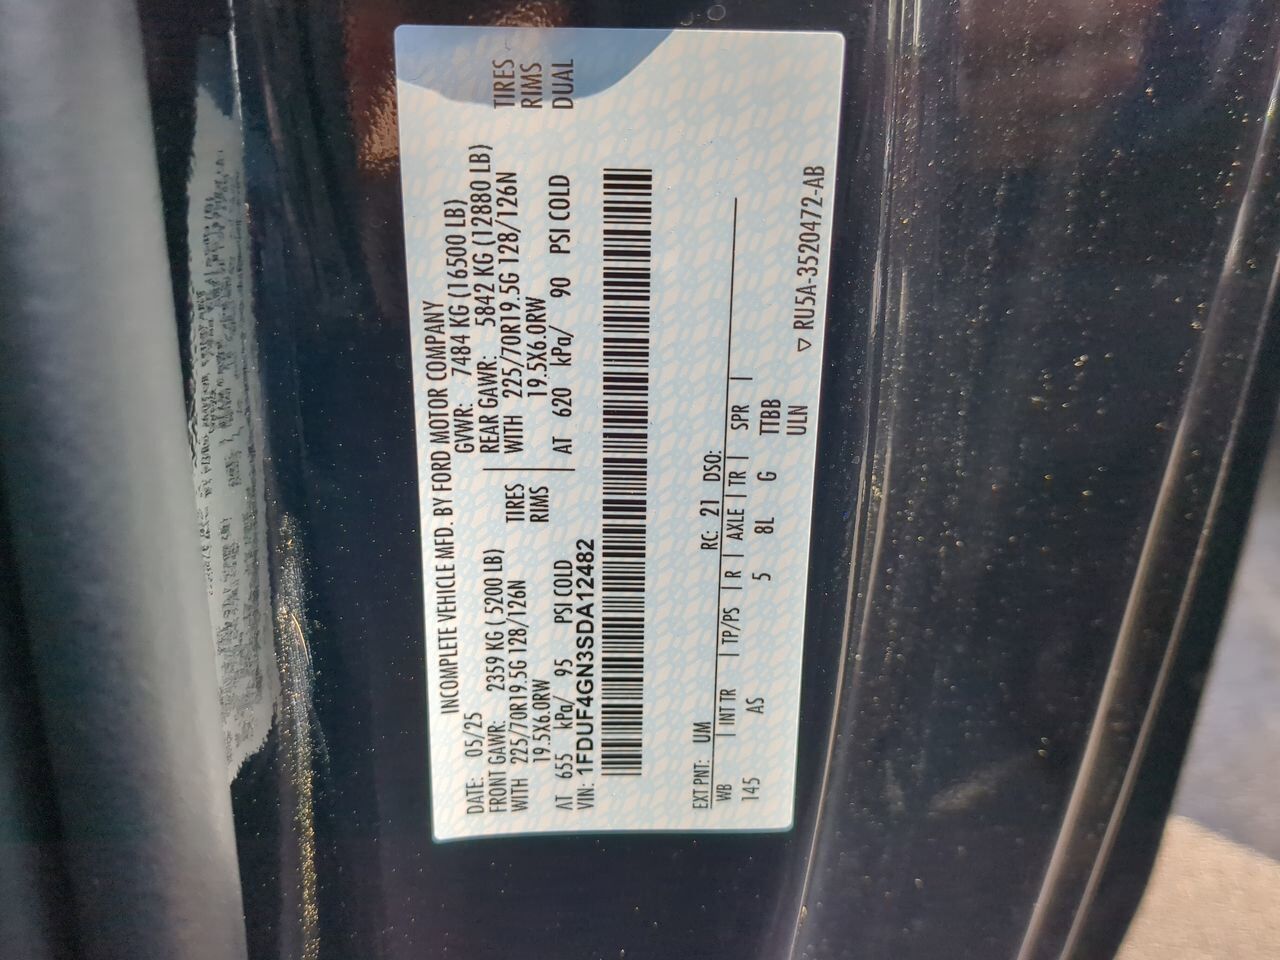 INCOMPLETE VEHICLE MFD. BY FORD MOTOR COMPANY
DATE: 05/25 GVWR: 7484 KG (16500 LB)
FRONT GAWR: 2359 KG (5200 LB) REAR GAWR: 5842 KG (12880 LB)
WITH 225/70R19.5G 128/126N TIRES WITH 225/70R19.5G 128/126N TIRES
19.5X6.0RW RIMS 19.5X6.0RW RIMS
AT 655 kPa/ 95 PSI COLD AT 620 kPa/ 90 PSI COLD DUAL
VIN: 1FDUF4GN3SDA12482
EXT PNT: UM RC: 21 DSO:
WB | INT TR | TP/PS | R | AXLE | TR | SPR |
145 AS 5 8L G TTBB
ULN
▽ RU5A-3520472-AB